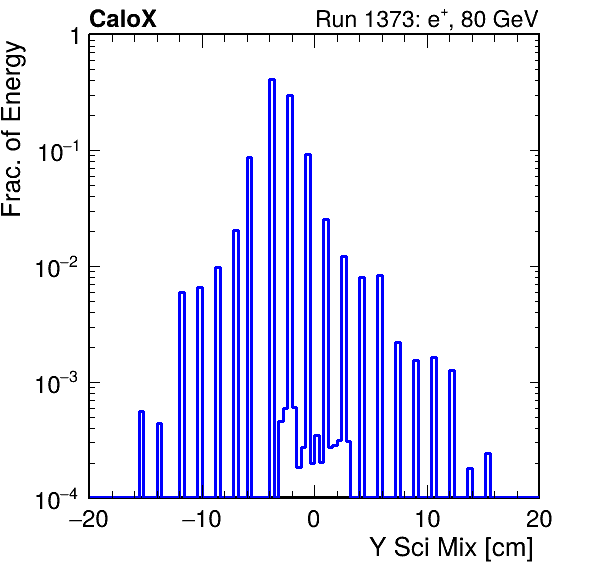 CaloX Run 1373: e⁺, 80 GeV
Frac. of Energy
1
10⁻¹
10⁻²
10⁻³
10⁻⁴
−20 −10 0 10 20
Y Sci Mix [cm]